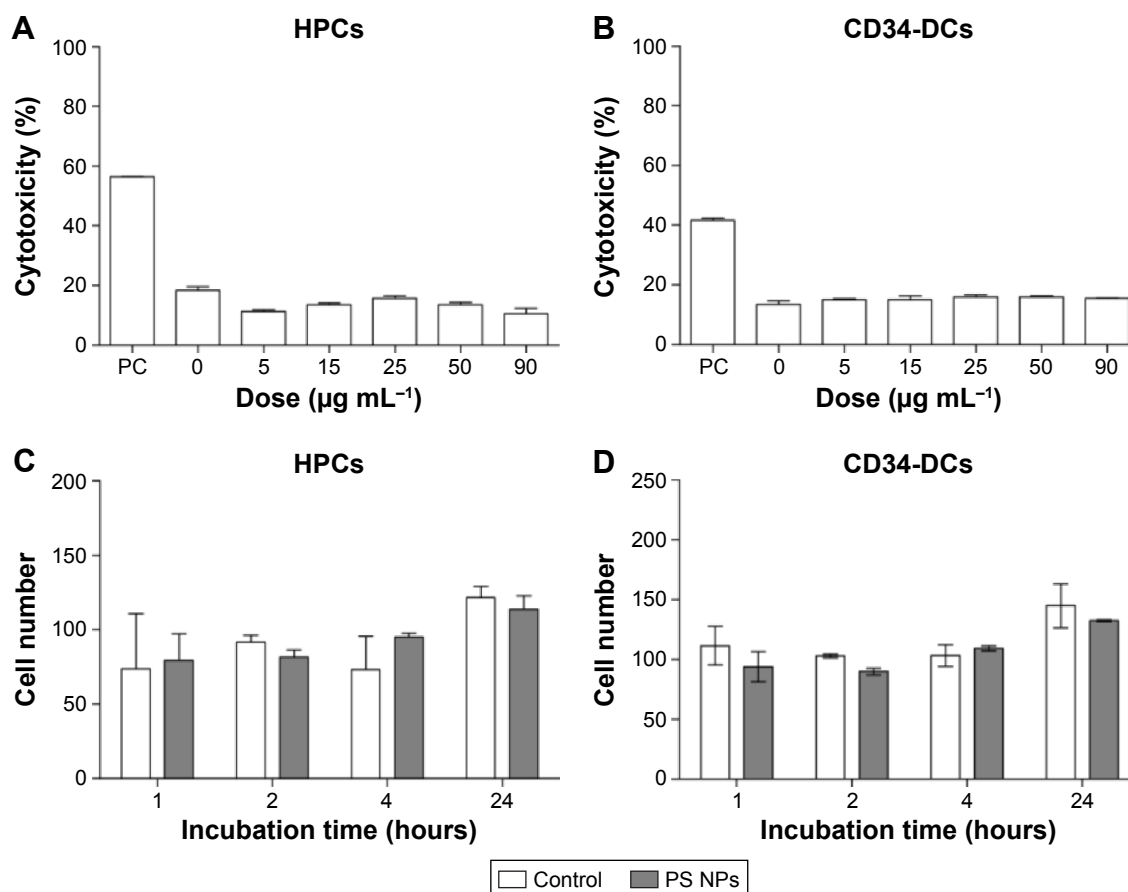 A
HPCs
Cytotoxicity (%)
100
80
60
40
20
0
PC 0 5 15 25 50 90
Dose (µg mL⁻¹)
B
CD34-DCs
Cytotoxicity (%)
100
80
60
40
20
0
PC 0 5 15 25 50 90
Dose (µg mL⁻¹)
C
HPCs
Cell number
200
150
100
50
0
1 2 4 24
Incubation time (hours)
D
CD34-DCs
Cell number
250
200
150
100
50
0
1 2 4 24
Incubation time (hours)
Control PS NPs